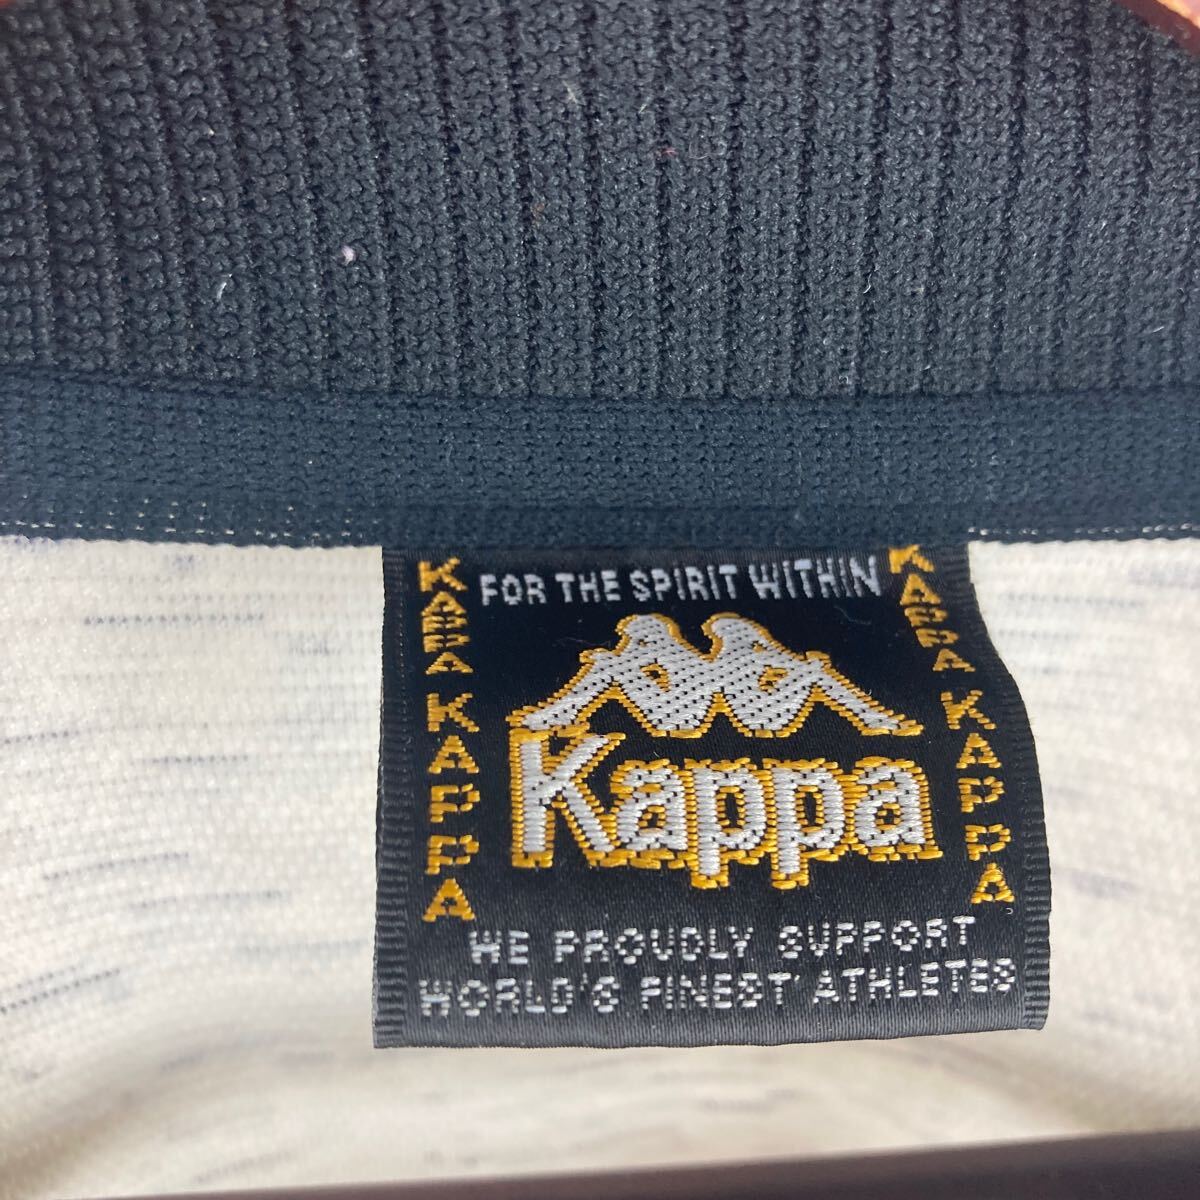 FOR THE SPIRIT WITHIN
KAPPA KAPPA
KAPPA KAPPA
Kappa
WE PROUDLY SUPPORT
WORLD'S FINEST ATHLETES